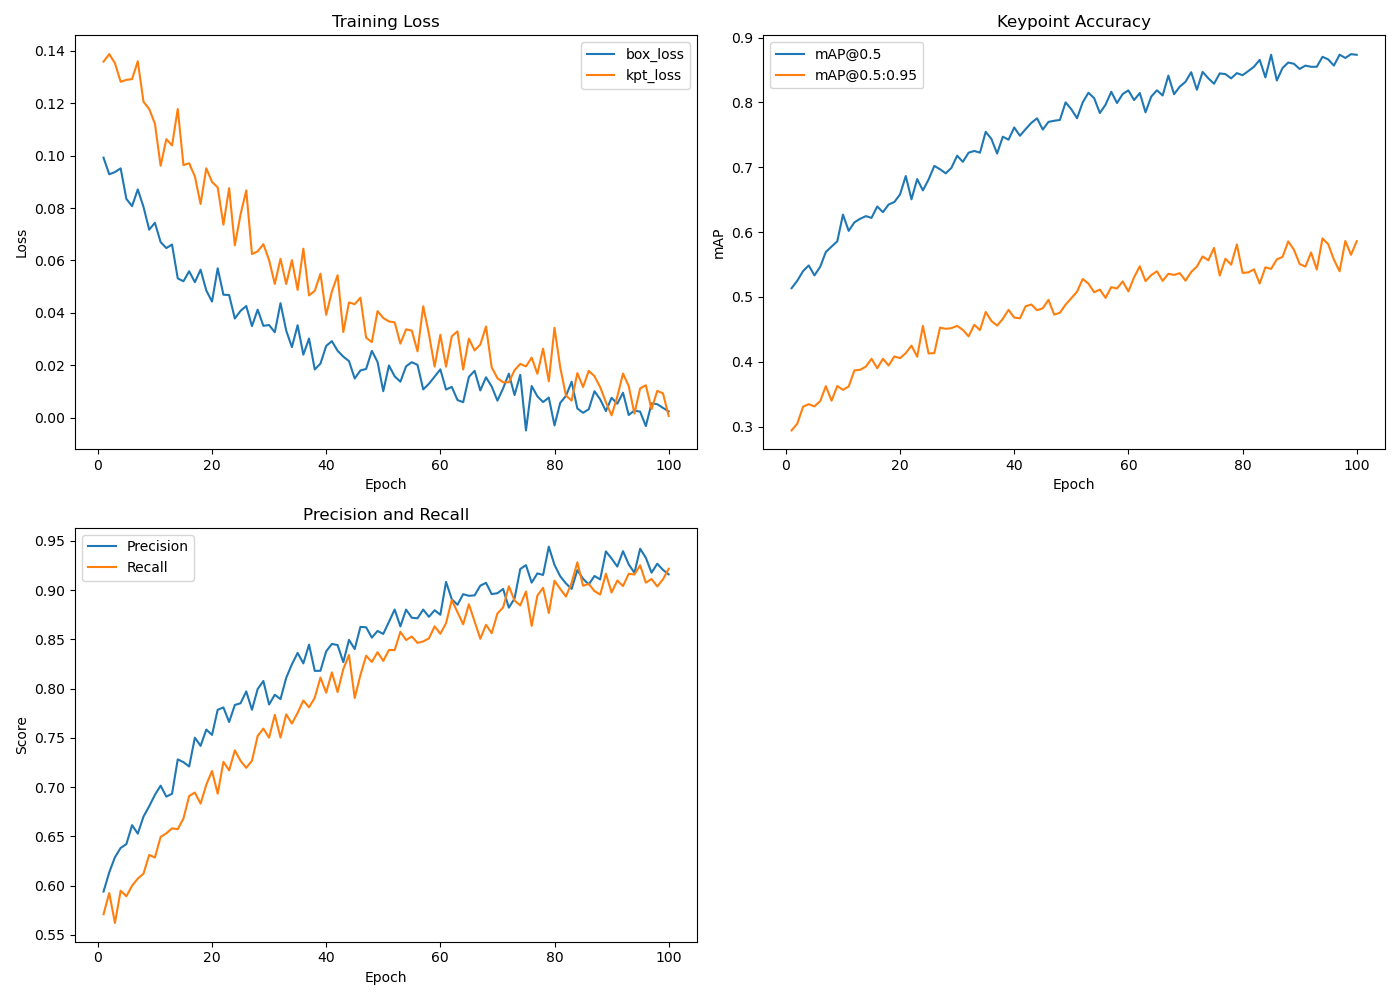 Training Loss
box_loss
kpt_loss
0.14
0.12
0.10
0.08
0.06
0.04
0.02
0.00
Loss
0 20 40 60 80 100
Epoch
Keypoint Accuracy
mAP@0.5
mAP@0.5:0.95
0.9
0.8
0.7
0.6
0.5
0.4
0.3
mAP
0 20 40 60 80 100
Epoch
Precision and Recall
Precision
Recall
0.95
0.90
0.85
0.80
0.75
0.70
0.65
0.60
0.55
Score
0 20 40 60 80 100
Epoch